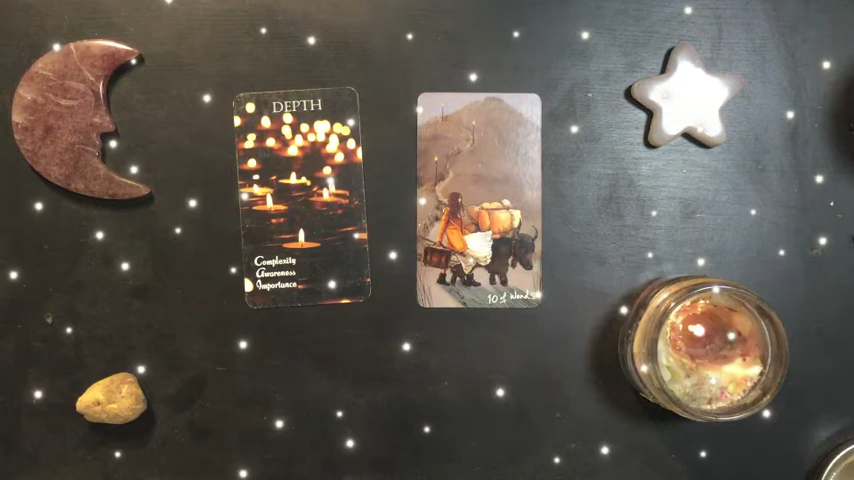 DEPTH
Complexity
Awareness
Importance
10 of Wands